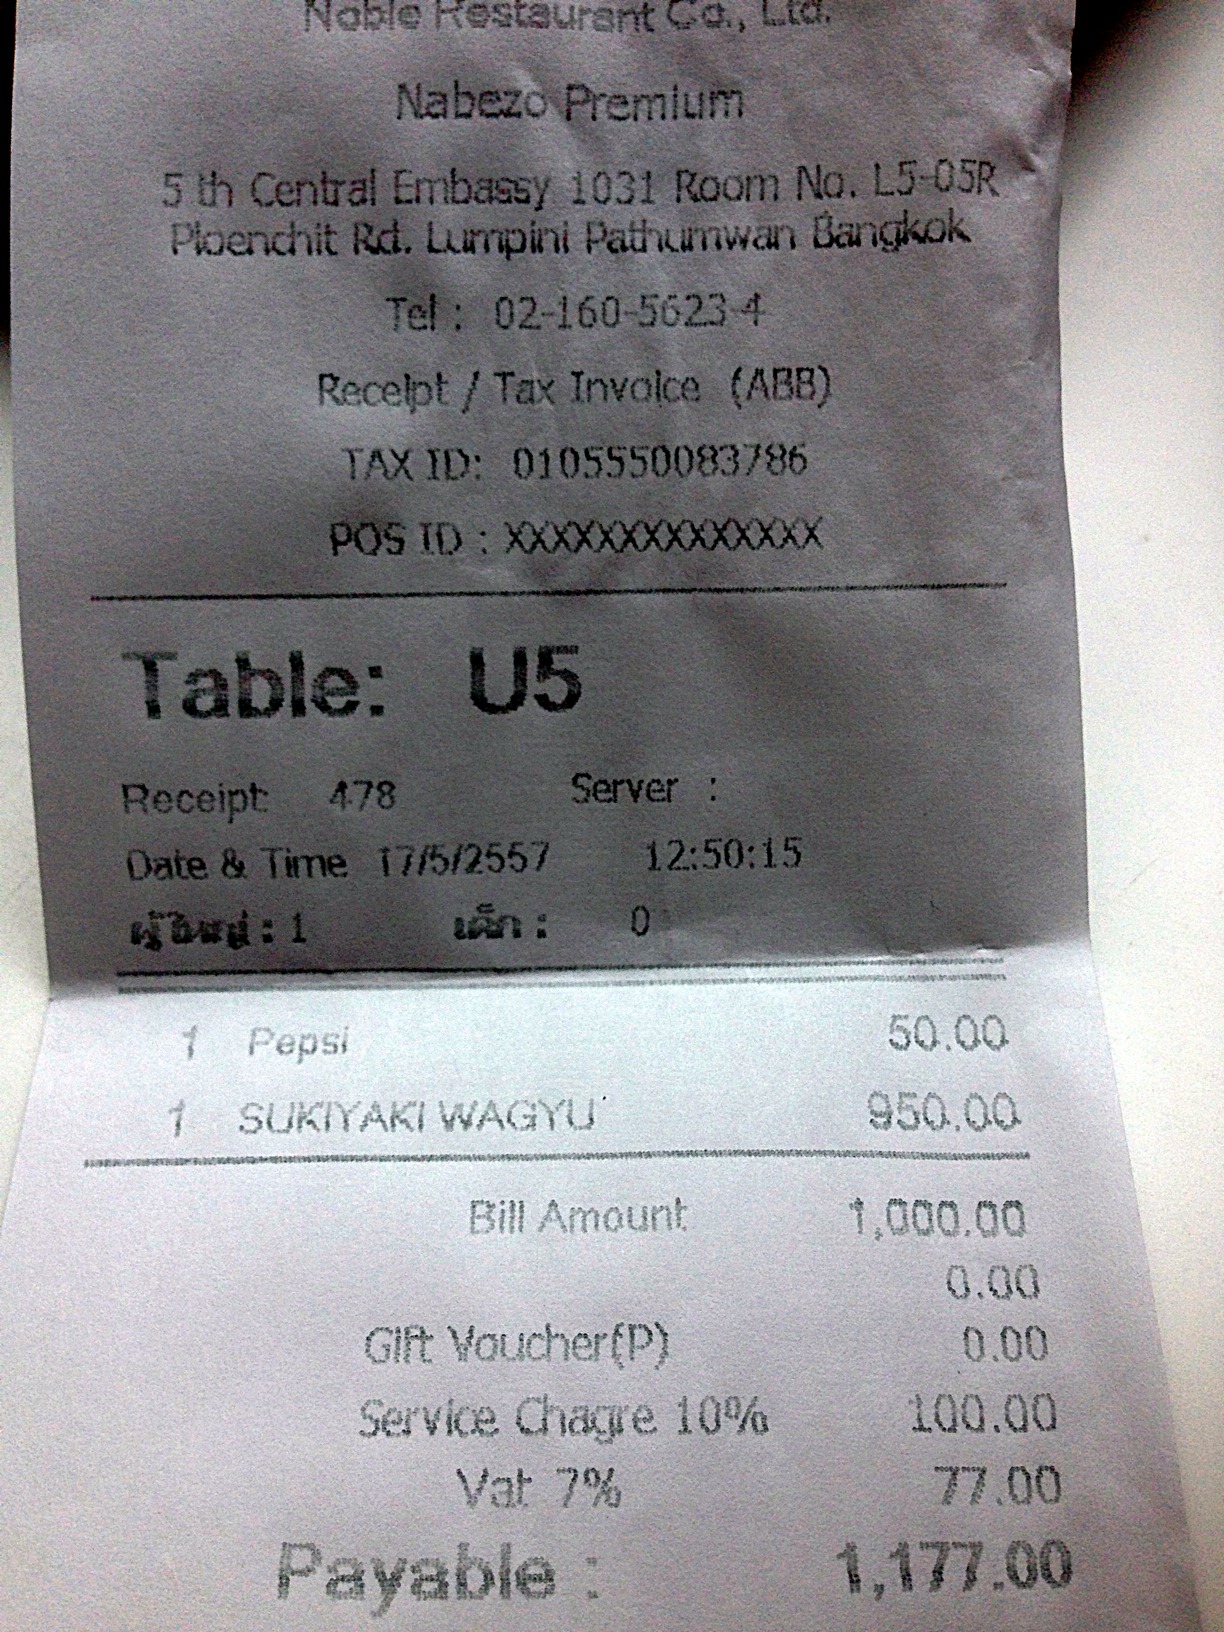 Noble Restaurant Co., Ltd.
Nabezo Premium
5 th Central Embassy 1031 Room No. L5-05R
Ploenchit Rd. Lumpini Pathumwan Bangkok
Tel : 02-160-5623-4
Receipt / Tax Invoice (ABB)
TAX ID: 0105550083786
POS ID : XXXXXXXXXXXXXX
Table: U5
Receipt: 478 Server :
Date & Time 17/5/2557 12:50:15
ผู้ใหญ่ : 1 เด็ก : 0
1 Pepsi 50.00
1 SUKIYAKI WAGYU 950.00
Bill Amount 1,000.00
0.00
Gift Voucher(P) 0.00
Service Chagre 10% 100.00
Vat 7% 77.00
Payable : 1,177.00